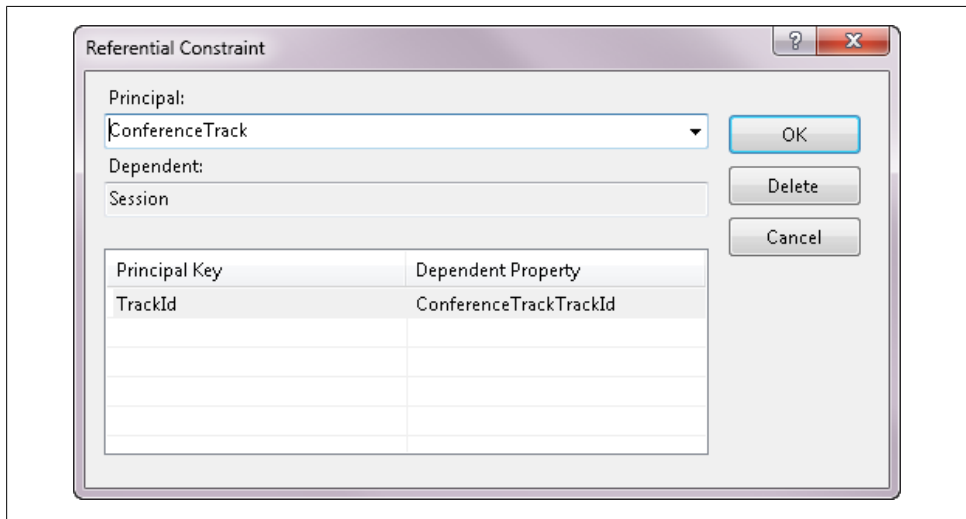 Referential Constraint
?
Principal:
ConferenceTrack
OK
Dependent:
Session
Delete
Cancel
Principal Key Dependent Property
TrackId ConferenceTrackTrackId